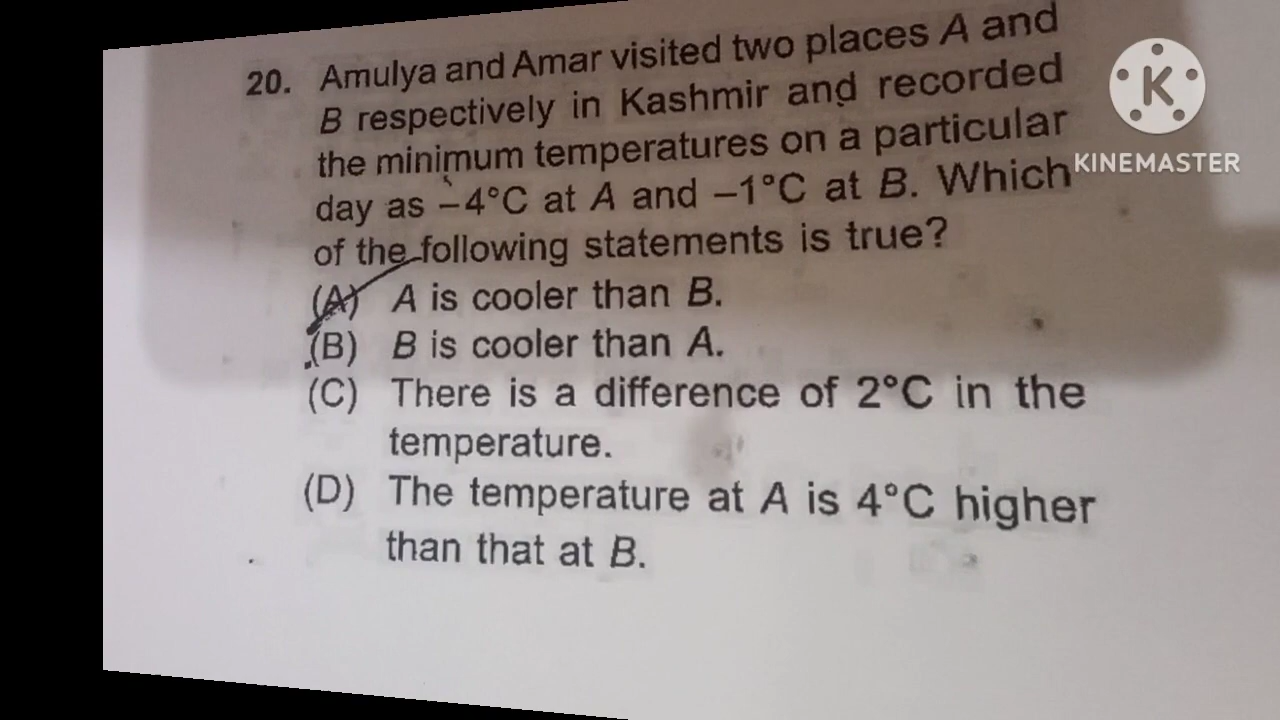 20. Amulya and Amar visited two places A and
B respectively in Kashmir and recorded
the minimum temperatures on a particular
day as –4°C at A and –1°C at B. Which
of the following statements is true?
(A) A is cooler than B.
(B) B is cooler than A.
(C) There is a difference of 2°C in the
temperature.
(D) The temperature at A is 4°C higher
than that at B.
K
KINEMASTER